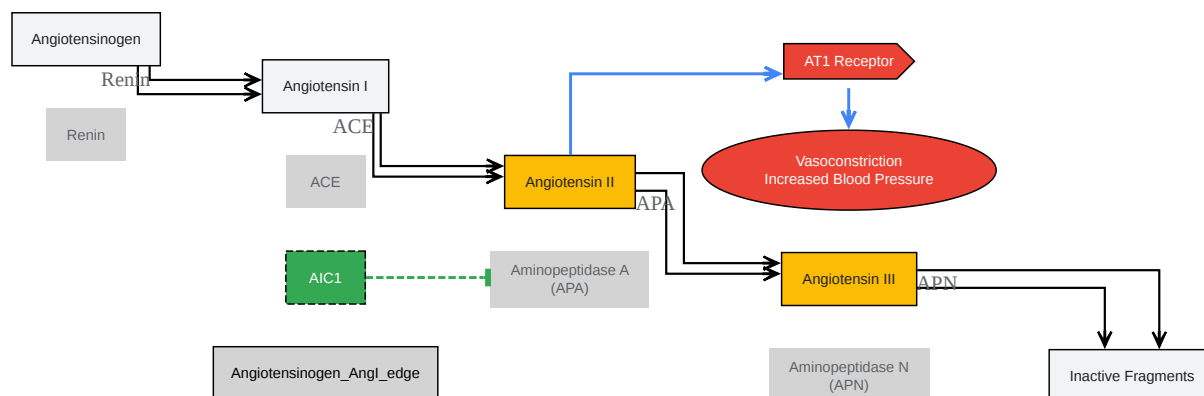 Angiotensinogen
Renin
Renin
Angiotensin I
ACE
ACE
AT1 Receptor
Vasoconstriction
Increased Blood Pressure
Angiotensin II
APA
AIC1
Aminopeptidase A
(APA)
Angiotensin III
APN
Angiotensinogen_AngI_edge
Aminopeptidase N
(APN)
Inactive Fragments